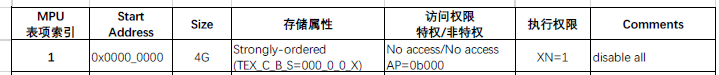 MPU
表项索引
Start
Address
Size
存储属性
访问权限
特权/非特权
执行权限
Comments
1
0x0000_0000
4G
Strongly-ordered
(TEX_C_B_S=000_0_0_X)
No access/No access
AP=0b000
XN=1
disable all